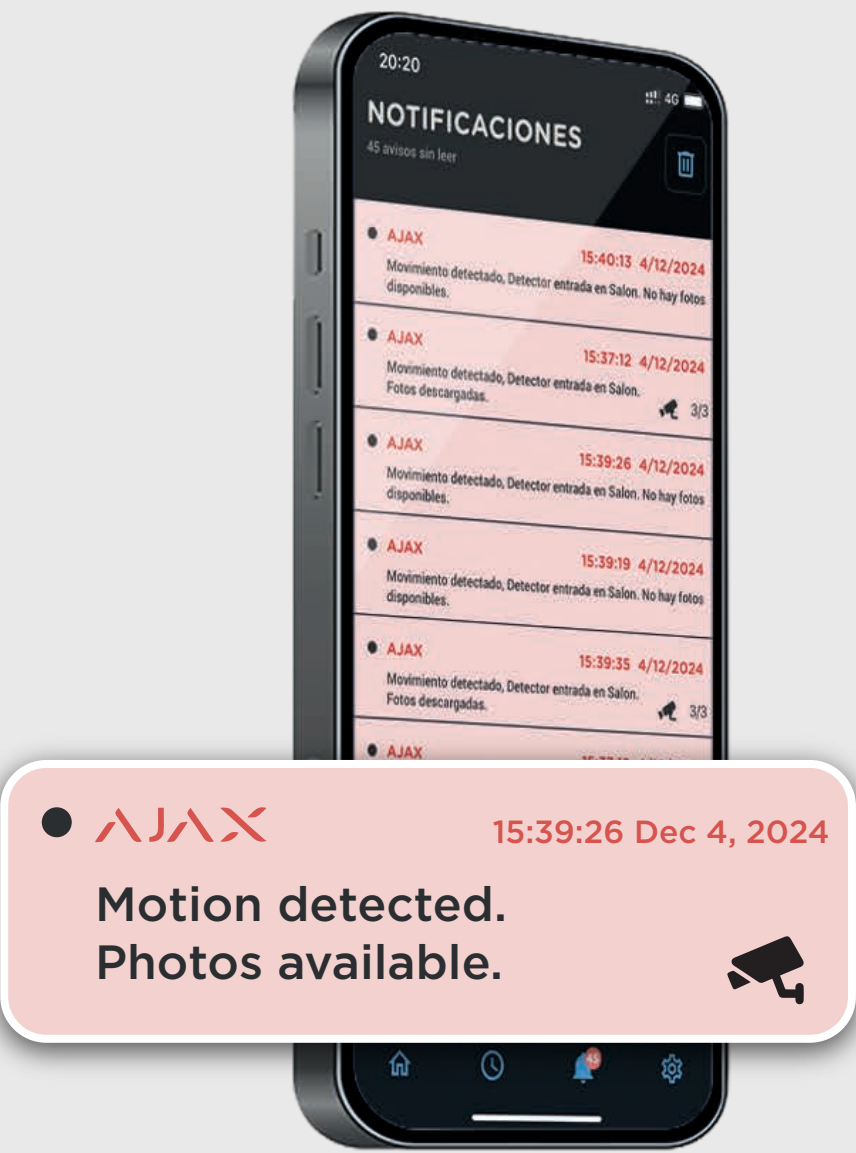 20:20
4G
NOTIFICACIONES
45 avisos sin leer
AJAX
15:40:13 4/12/2024
Movimiento detectado, Detector entrada en Salon. No hay fotos
disponibles.
AJAX
15:37:12 4/12/2024
Movimiento detectado, Detector entrada en Salon.
Fotos descargadas.
3/3
AJAX
15:39:26 4/12/2024
Movimiento detectado, Detector entrada en Salon. No hay fotos
disponibles.
AJAX
15:39:19 4/12/2024
Movimiento detectado, Detector entrada en Salon. No hay fotos
disponibles.
AJAX
15:39:35 4/12/2024
Movimiento detectado, Detector entrada en Salon.
Fotos descargadas.
3/3
AJAX
AJAX
15:39:26 Dec 4, 2024
Motion detected.
Photos available.
45